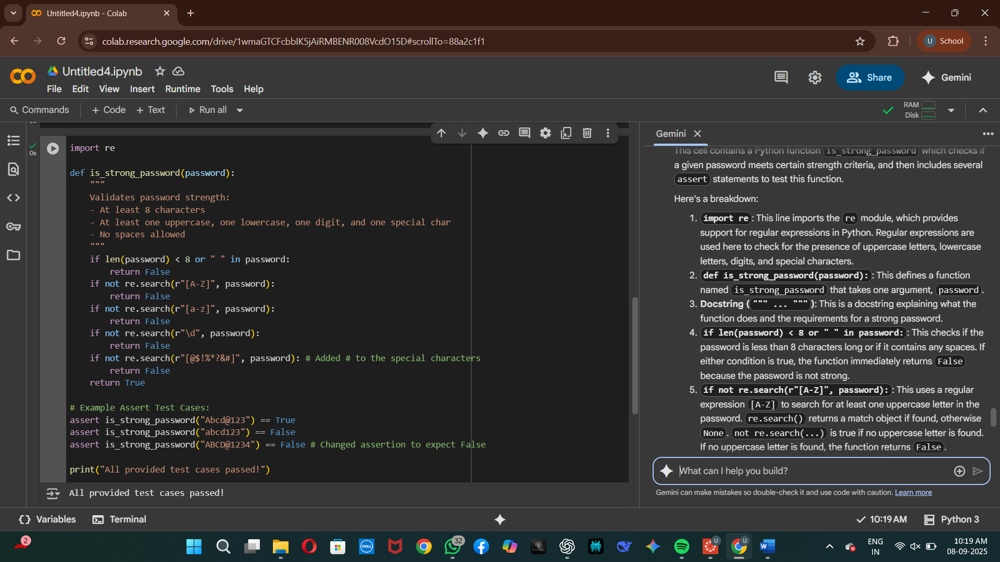 Untitled4.ipynb - Colab
colab.research.google.com/drive/1wmaGTCFcbbIK5jAiRMBENR008VcdO15D#scrollTo=88a2c1f1
U School
CO Untitled4.ipynb
File Edit View Insert Runtime Tools Help
Share
Gemini
Commands + Code + Text Run all
RAM
Disk
0s
import re
def is_strong_password(password):
"""
Validates password strength:
- At least 8 characters
- At least one uppercase, one lowercase, one digit, and one special char
- No spaces allowed
"""
if len(password) < 8 or " " in password:
return False
if not re.search(r"[A-Z]", password):
return False
if not re.search(r"[a-z]", password):
return False
if not re.search(r"\d", password):
return False
if not re.search(r"[@$!%*?&#]", password): # Added # to the special characters
return False
return True
# Example Assert Test Cases:
assert is_strong_password("Abcd@123") == True
assert is_strong_password("abcd123") == False
assert is_strong_password("ABCD@1234") == False # Changed assertion to expect False
print("All provided test cases passed!")
All provided test cases passed!
Gemini
This cell contains a Python function is_strong_password which checks if
a given password meets certain strength criteria, and then includes several
assert statements to test this function.
Here's a breakdown:
1. import re: This line imports the re module, which provides
support for regular expressions in Python. Regular expressions are
used here to check for the presence of uppercase letters, lowercase
letters, digits, and special characters.
2. def is_strong_password(password):: This defines a function
named is_strong_password that takes one argument, password.
3. Docstring (""" ... """): This is a docstring explaining what the
function does and the requirements for a strong password.
4. if len(password) < 8 or " " in password:: This checks if the
password is less than 8 characters long or if it contains any spaces. If
either condition is true, the function immediately returns False
because the password is not strong.
5. if not re.search(r"[A-Z]", password):: This uses a regular
expression [A-Z] to search for at least one uppercase letter in the
password. re.search() returns a match object if found, otherwise
None. not re.search(...) is true if no uppercase letter is found.
If no uppercase letter is found, the function returns False.
What can I help you build?
Gemini can make mistakes so double-check it and use code with caution. Learn more
{} Variables Terminal
10:19 AM Python 3
2
DELL
32
U
U
W
ENG
IN
10:19 AM
08-09-2025